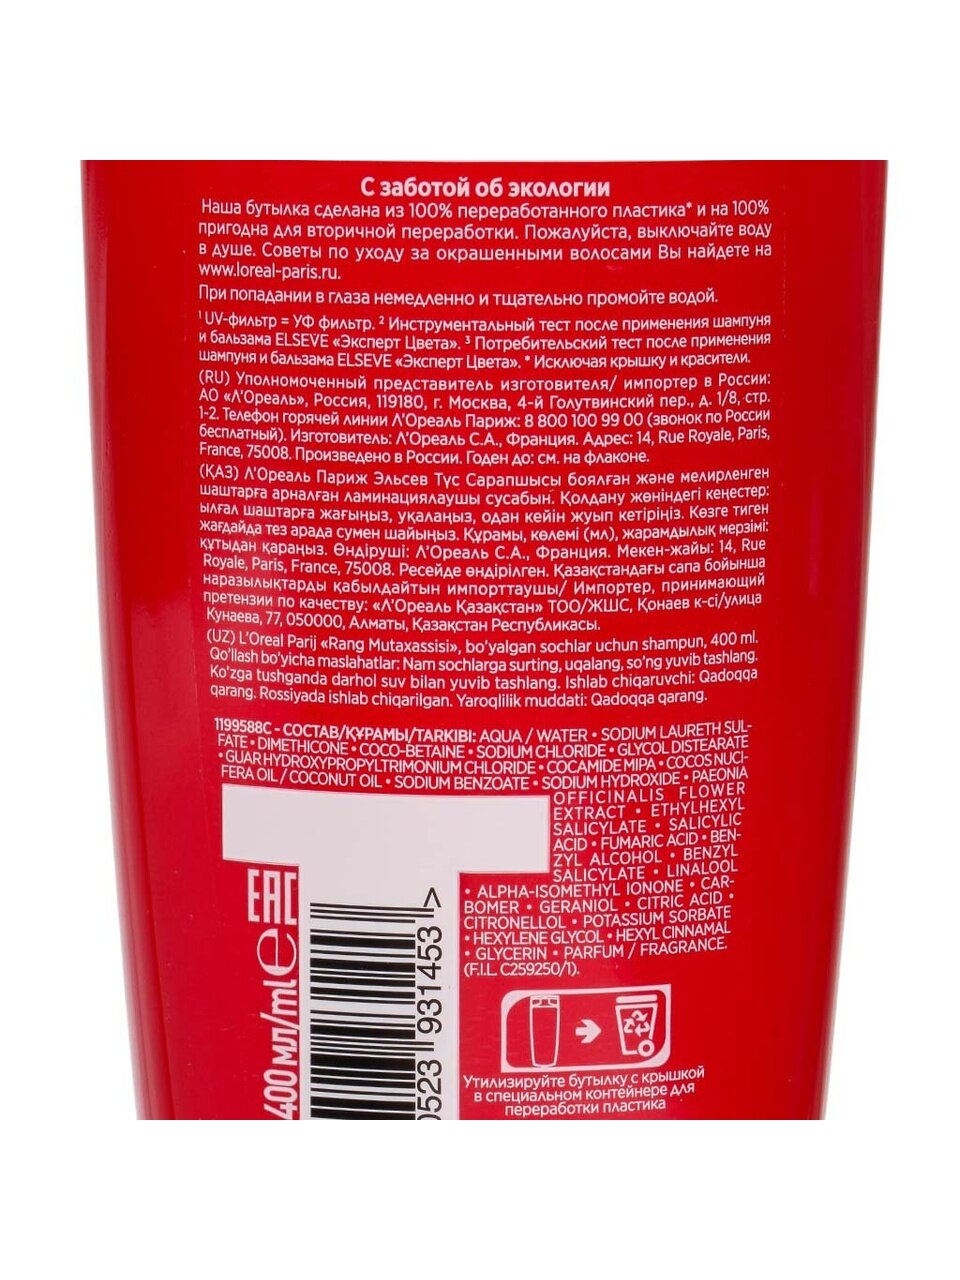 С заботой об экологии
Наша бутылка сделана из 100% переработанного пластика* и на 100%
пригодна для вторичной переработки. Пожалуйста, выключайте воду
в душе. Советы по уходу за окрашенными волосами Вы найдете на
www.loreal-paris.ru.
При попадании в глаза немедленно и тщательно промойте водой.
¹ UV-фильтр = УФ фильтр. ² Инструментальный тест после применения шампуня
и бальзама ELSEVE «Эксперт Цвета». ³ Потребительский тест после применения
шампуня и бальзама ELSEVE «Эксперт Цвета». * Исключая крышку и красители.
(RU) Уполномоченный представитель изготовителя/ импортер в России:
АО «Л’Ореаль», Россия, 119180, г. Москва, 4-й Голутвинский пер., д. 1/8, стр.
1-2. Телефон горячей линии Л’Ореаль Париж: 8 800 100 99 00 (звонок по России
бесплатный). Изготовитель: Л’Ореаль С.А., Франция. Адрес: 14, Rue Royale, Paris,
France, 75008. Произведено в России. Годен до: см. на флаконе.
(ҚАЗ) Л’Ореаль Париж Эльсев Түс Сарапшысы боялған және мелирленген
шаштарға арналған ламинациялаушы сусабын. Қолдану жөніндегі кеңестер:
ылғал шаштарға жағыңыз, уқалаңыз, одан кейін жуып кетіріңіз. Көзге тиген
жағдайда тез арада сумен шайыңыз. Құрамы, көлемі (мл), жарамдылық мерзімі:
құтыдан қараңыз. Өндіруші: Л’Ореаль С.А., Франция. Мекен-жайы: 14, Rue
Royale, Paris, France, 75008. Ресейде өндірілген. Қазақстандағы сапа бойынша
наразылықтарды қабылдайтын импорттаушы/ Импортер, принимающий
претензии по качеству: «Л’Ореаль Қазақстан» ТОО/ЖШС, Қонаев к-сі/улица
Кунаева, 77, 050000, Алматы, Қазақстан Республикасы.
(UZ) L’Oreal Parij «Rang Mutaxassisi», bo‘yalgan sochlar uchun shampun, 400 ml.
Qo‘llash bo‘yicha maslahatlar: Nam sochlarga surting, uqalang, so‘ng yuvib tashlang.
Ko‘zga tushganda darhol suv bilan yuvib tashlang. Ishlab chiqaruvchi: Qadoqqa
qarang. Rossiyada ishlab chiqarilgan. Yaroqlilik muddati: Qadoqqa qarang.
1199588C - СОСТАВ/ҚҰРАМЫ/TARKIBI: AQUA / WATER • SODIUM LAURETH SUL-
FATE • DIMETHICONE • COCO-BETAINE • SODIUM CHLORIDE • GLYCOL DISTEARATE
• GUAR HYDROXYPROPYLTRIMONIUM CHLORIDE • COCAMIDE MIPA • COCOS NUCI-
FERA OIL / COCONUT OIL • SODIUM BENZOATE • SODIUM HYDROXIDE • PAEONIA
OFFICINALIS FLOWER
EXTRACT • ETHYLHEXYL
SALICYLATE • SALICYLIC
ACID • FUMARIC ACID • BEN-
ZYL ALCOHOL • BENZYL
SALICYLATE • LINALOOL
• ALPHA-ISOMETHYL IONONE • CAR-
BOMER • GERANIOL • CITRIC ACID •
CITRONELLOL • POTASSIUM SORBATE
• HEXYLENE GLYCOL • HEXYL CINNAMAL
• GLYCERIN • PARFUM / FRAGRANCE.
(F.I.L. C259250/1).
EAC
400 мл/ml e
0523 931453 >
Утилизируйте бутылку с крышкой
в специальном контейнере для
переработки пластика